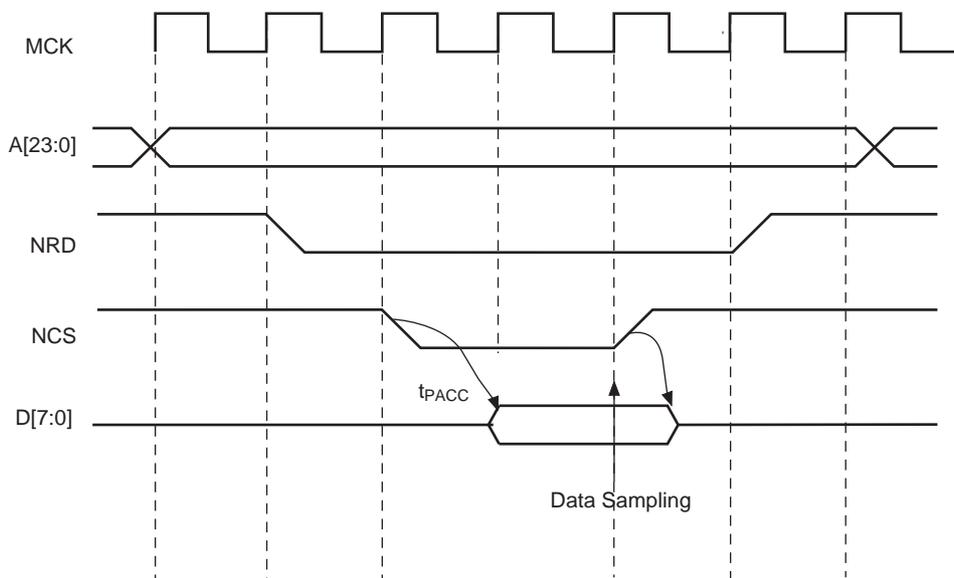 MCK
A[23:0]
NRD
NCS
tPACC
D[7:0]
Data Sampling